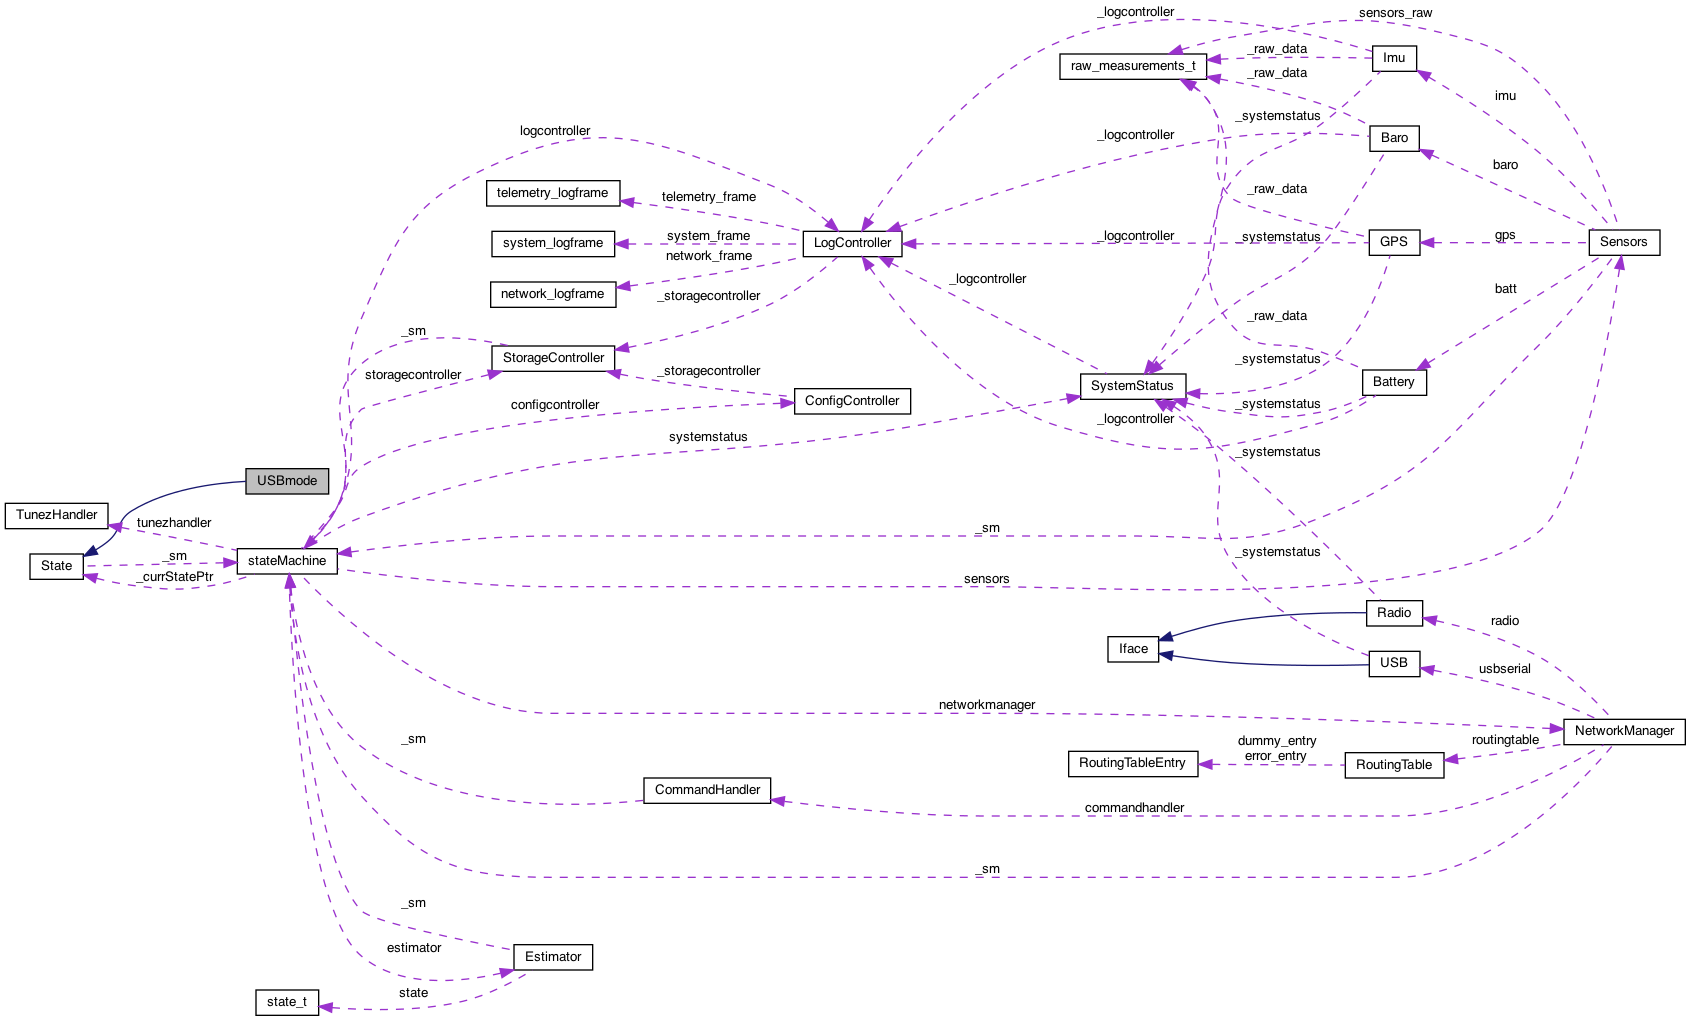 _logcontroller
sensors_raw
_raw_data
Imu
raw_measurements_t
_raw_data
imu
_systemstatus
logcontroller
_logcontroller
Baro
baro
telemetry_logframe
telemetry_frame
_raw_data
system_logframe
system_frame
LogController
_logcontroller
_systemstatus
GPS
gps
Sensors
network_frame
network_logframe
_storagecontroller
_logcontroller
batt
_raw_data
_sm
StorageController
storagecontroller
_storagecontroller
_systemstatus
SystemStatus
Battery
ConfigController
configcontroller
_systemstatus
_logcontroller
systemstatus
_systemstatus
USBmode
TunezHandler
tunezhandler
_sm
State
_sm
_currStatePtr
stateMachine
_systemstatus
sensors
Radio
radio
Iface
USB
usbserial
networkmanager
NetworkManager
_sm
dummy_entry
error_entry
routingtable
RoutingTableEntry
RoutingTable
CommandHandler
commandhandler
_sm
_sm
estimator
Estimator
state
state_t